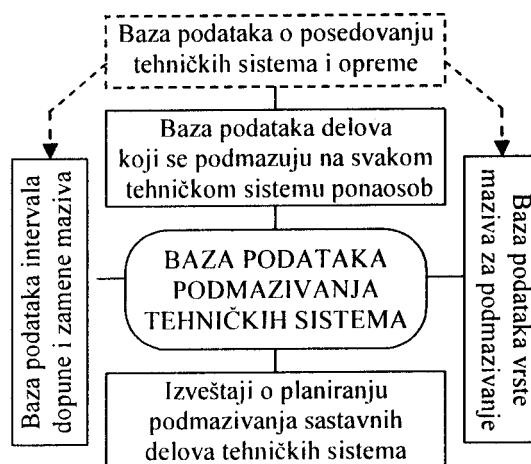 Baza podataka o posedovanju
tehničkih sistema i opreme
Baza podataka delova
koji se podmazuju na svakom
tehničkom sistemu ponaosob
Baza podataka intervala
dopune i zamene maziva
BAZA PODATAKA
PODMAZIVANJA
TEHNIČKIH SISTEMA
Baza podataka vrste
maziva za podmazivanje
Izveštaji o planiranju
podmazivanja sastavnih
delova tehničkih sistema